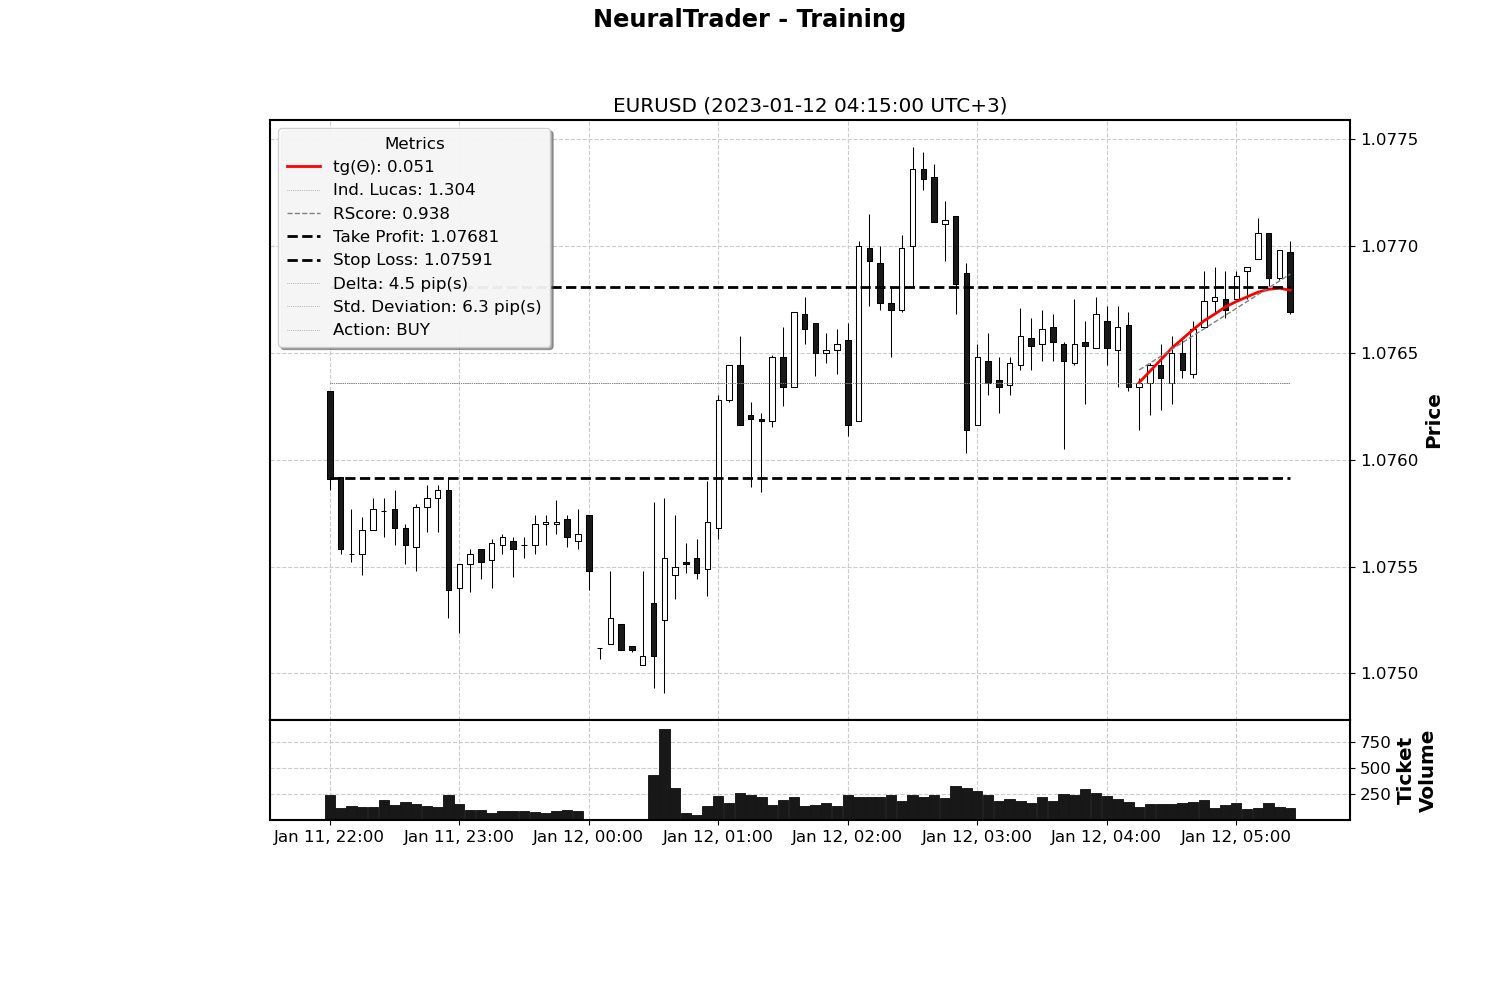 NeuralTrader - Training
EURUSD (2023-01-12 04:15:00 UTC+3)
Metrics
tg(Θ): 0.051
Ind. Lucas: 1.304
RScore: 0.938
Take Profit: 1.07681
Stop Loss: 1.07591
Delta: 4.5 pip(s)
Std. Deviation: 6.3 pip(s)
Action: BUY
1.0775
1.0770
1.0765
1.0760
1.0755
1.0750
Price
750
500
250
Ticket
Volume
Jan 11, 22:00
Jan 11, 23:00
Jan 12, 00:00
Jan 12, 01:00
Jan 12, 02:00
Jan 12, 03:00
Jan 12, 04:00
Jan 12, 05:00